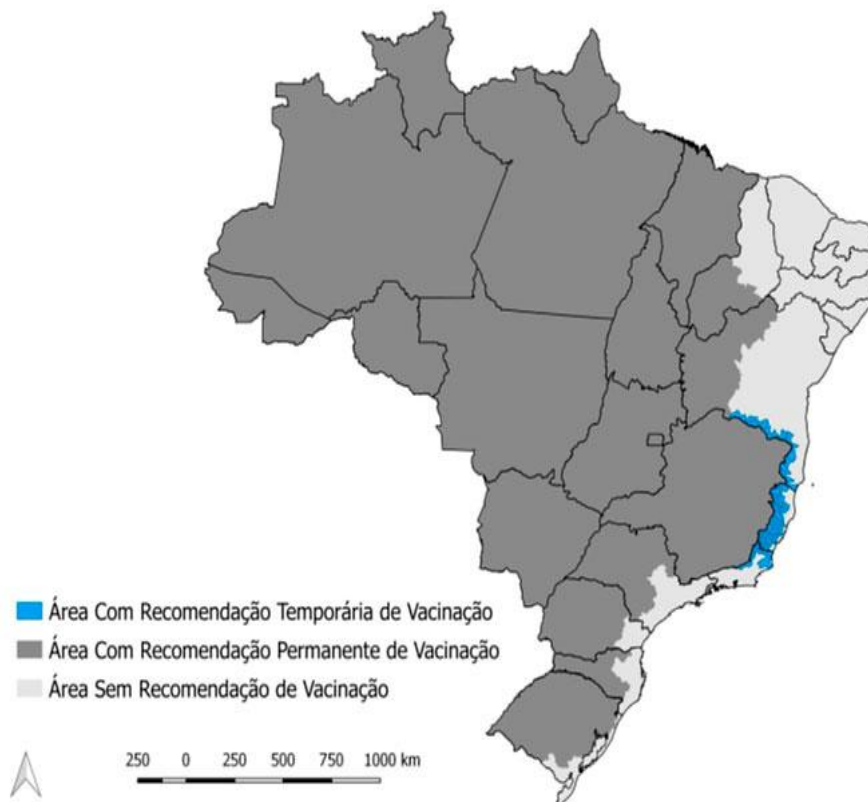 Área Com Recomendação Temporária de Vacinação
Área Com Recomendação Permanente de Vacinação
Área Sem Recomendação de Vacinação
250 0 250 500 750 1000 km